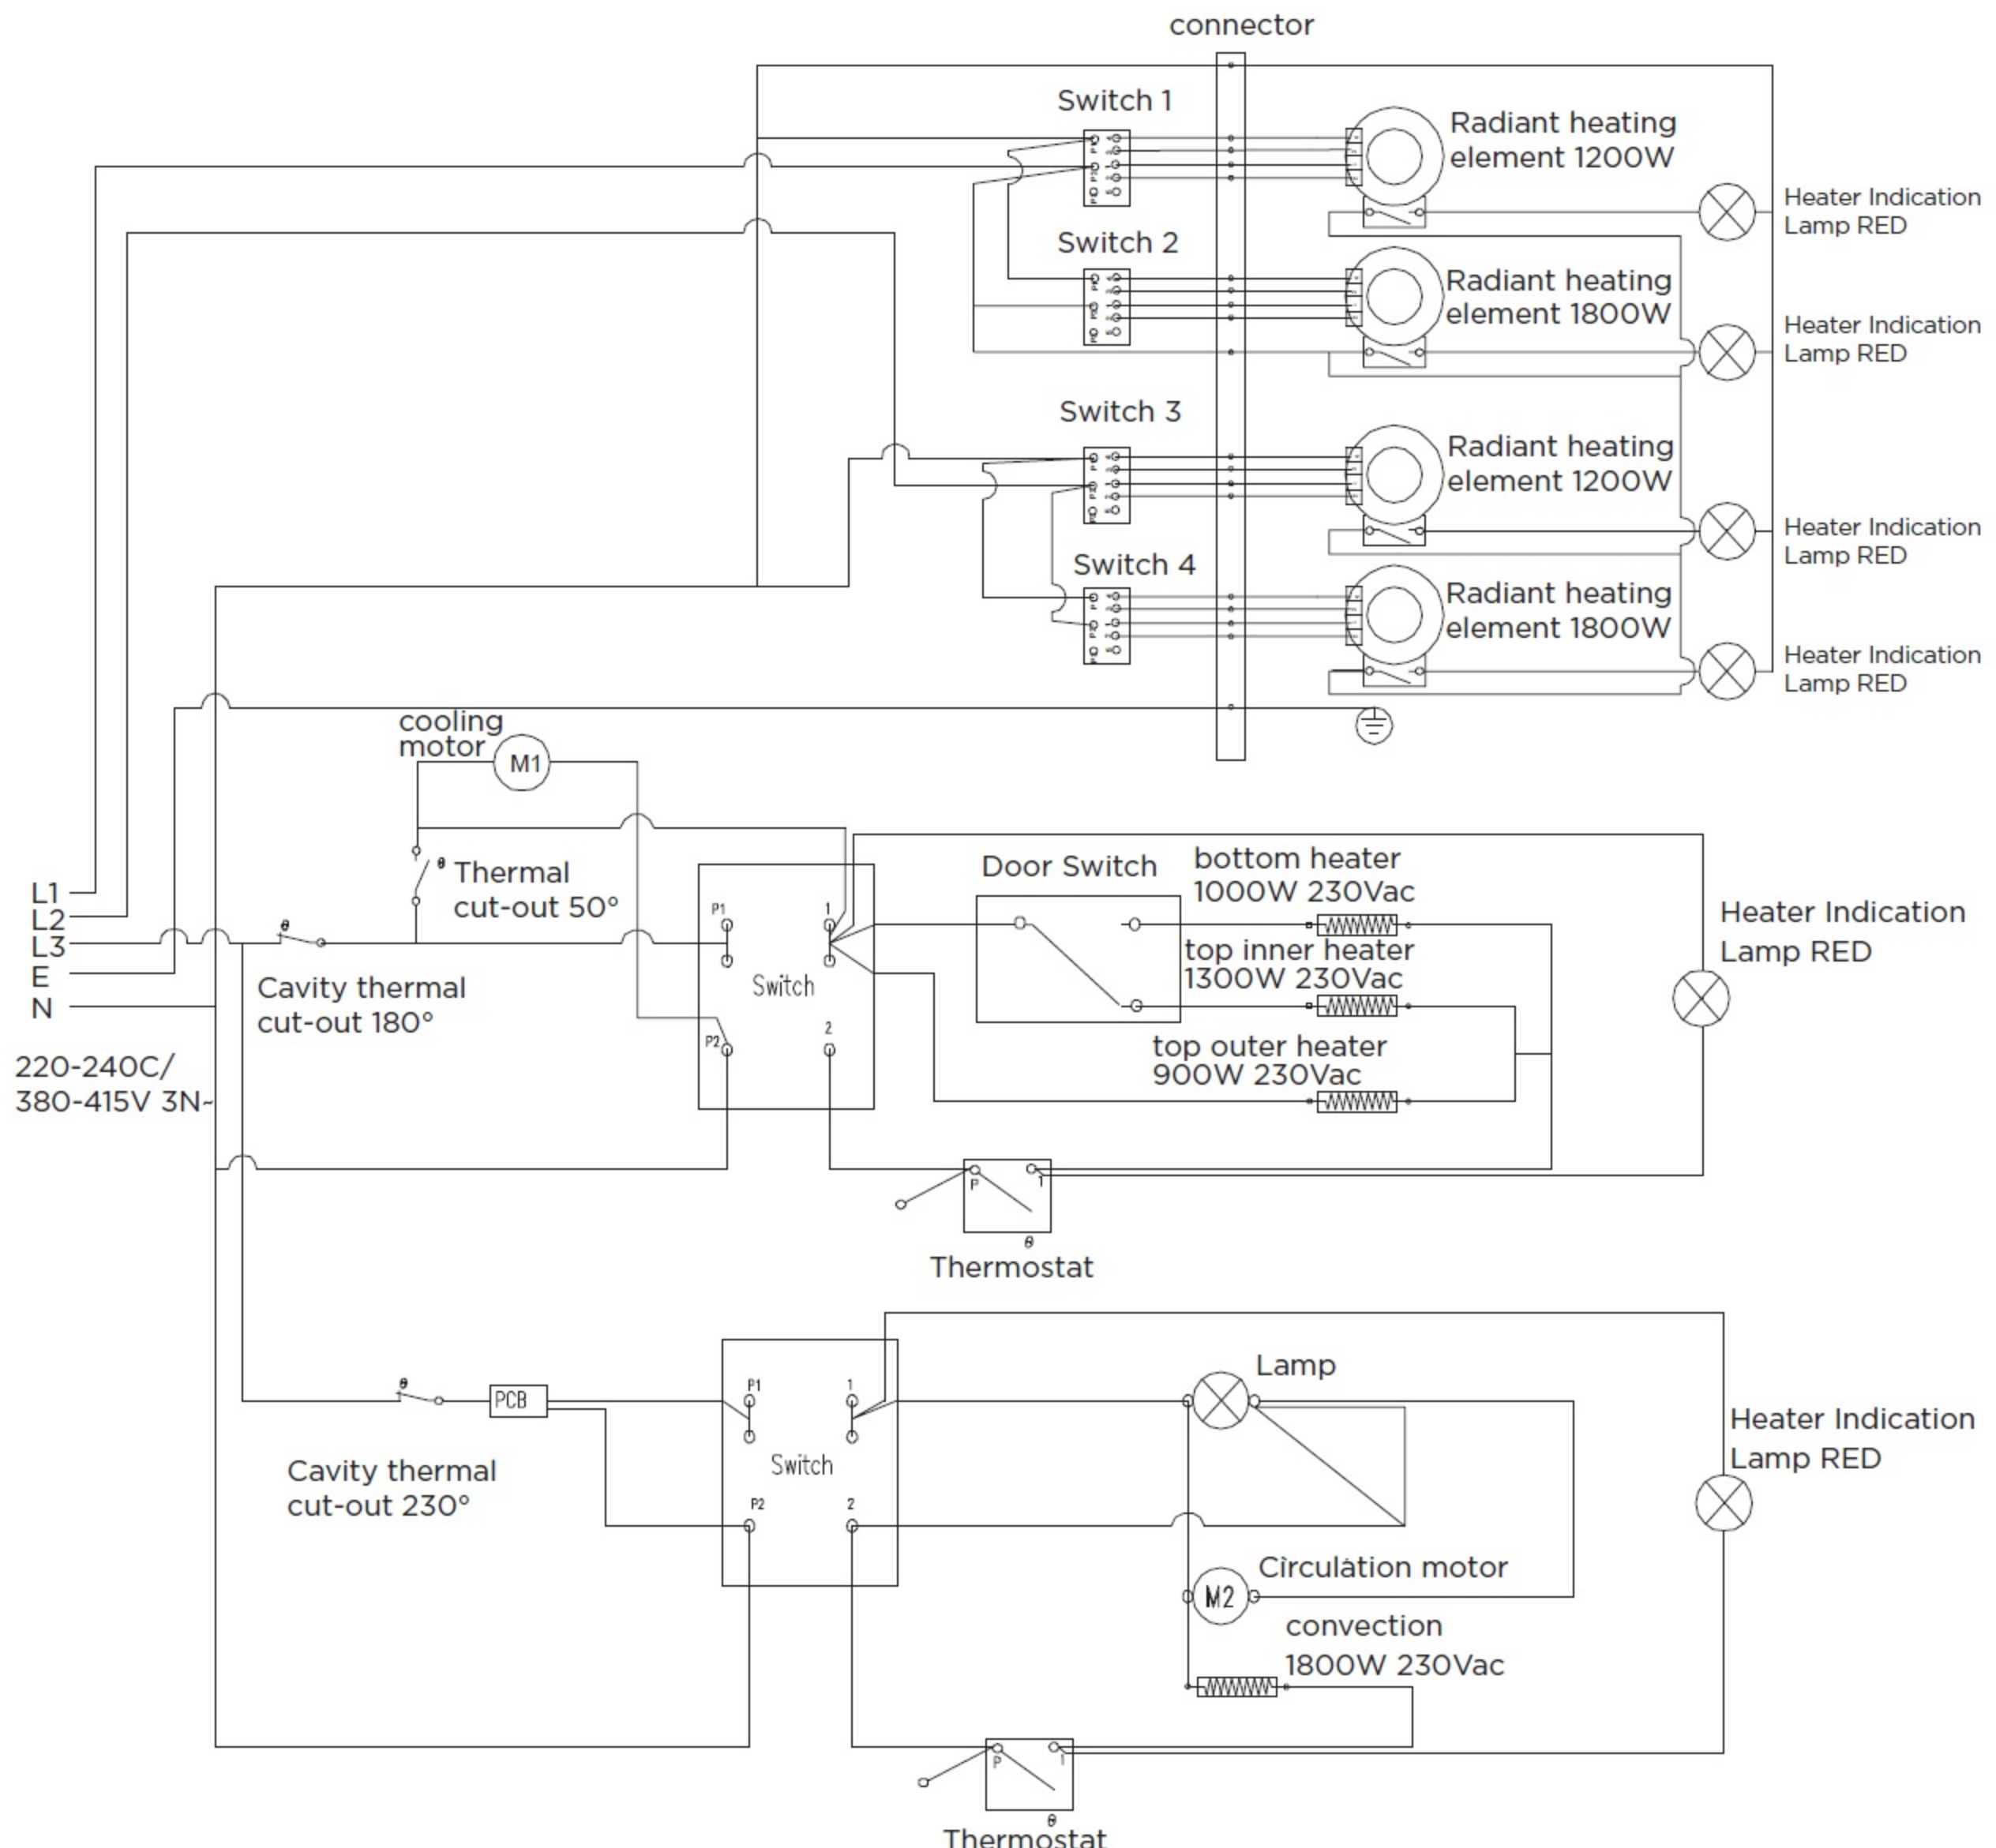 connector
Switch 1
Radiant heating
element 1200W
Heater Indication
Lamp RED
Switch 2
Radiant heating
element 1800W
Heater Indication
Lamp RED
Switch 3
Radiant heating
element 1200W
Heater Indication
Lamp RED
Switch 4
Radiant heating
element 1800W
Heater Indication
Lamp RED
cooling
motor
M1
θ
Thermal
cut-out 50°
L1
L2
L3
E
N
220-240C/
380-415V 3N~
θ
Cavity thermal
cut-out 180°
P1
1
Switch
P2
2
Door Switch
bottom heater
1000W 230Vac
top inner heater
1300W 230Vac
top outer heater
900W 230Vac
Heater Indication
Lamp RED
P
1
θ
Thermostat
θ
PCB
Cavity thermal
cut-out 230°
P1
1
Switch
P2
2
Lamp
Heater Indication
Lamp RED
Circulation motor
M2
convection
1800W 230Vac
P
1
θ
Thermostat